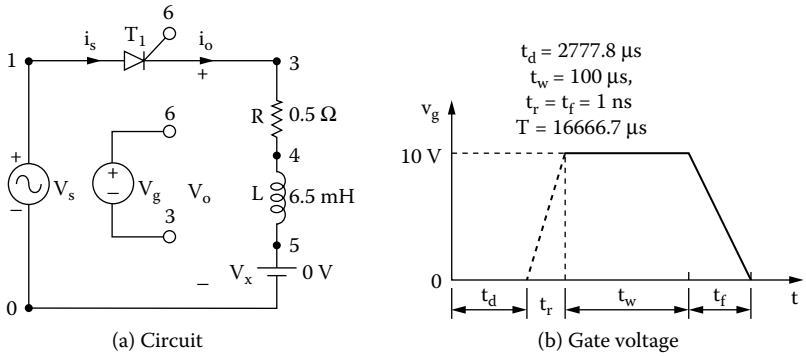 6
i_s T_1 i_o
1 + 3
R 0.5 Ω
6
4
+ V_s + V_g V_o L 6.5 mH
− −
3 5
V_x 0 V
−
0
(a) Circuit
t_d = 2777.8 μs
t_w = 100 μs,
t_r = t_f = 1 ns
T = 16666.7 μs
v_g
10 V
0
t_d t_r t_w t_f t
(b) Gate voltage